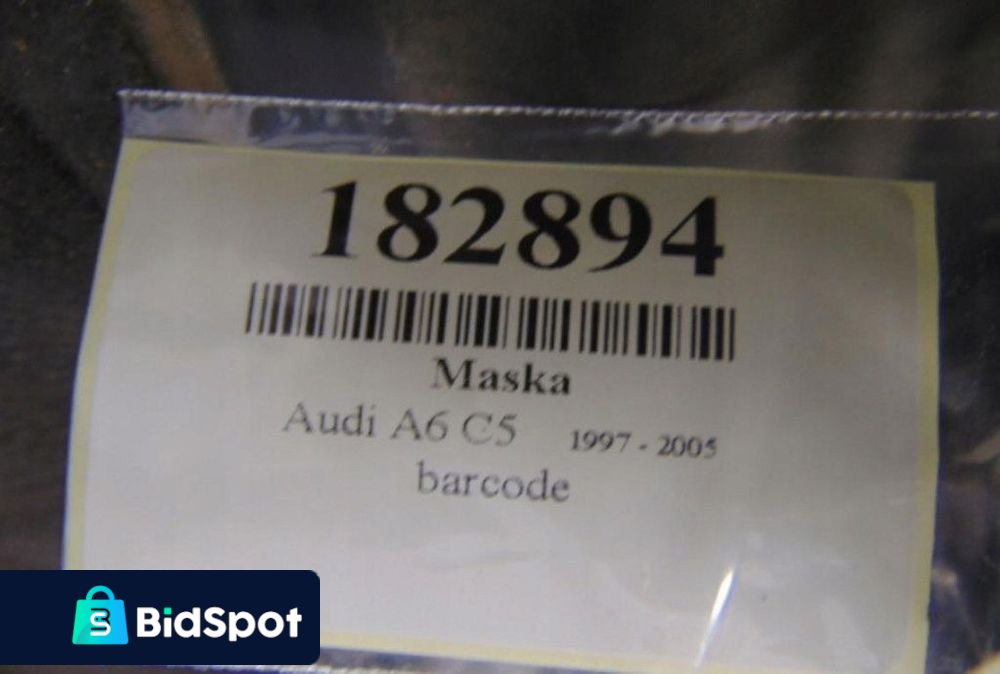 182894
Maska
Audi A6 C5 1997 - 2005
barcode
BidSpot